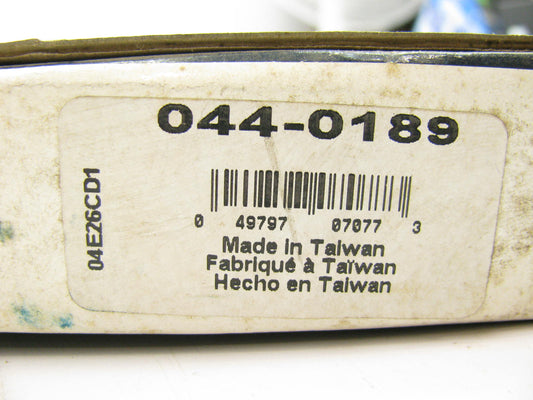 044-0189
04E26CD1
0 49797 07077 3
Made in Taiwan
Fabriqué à Taïwan
Hecho en Taiwan